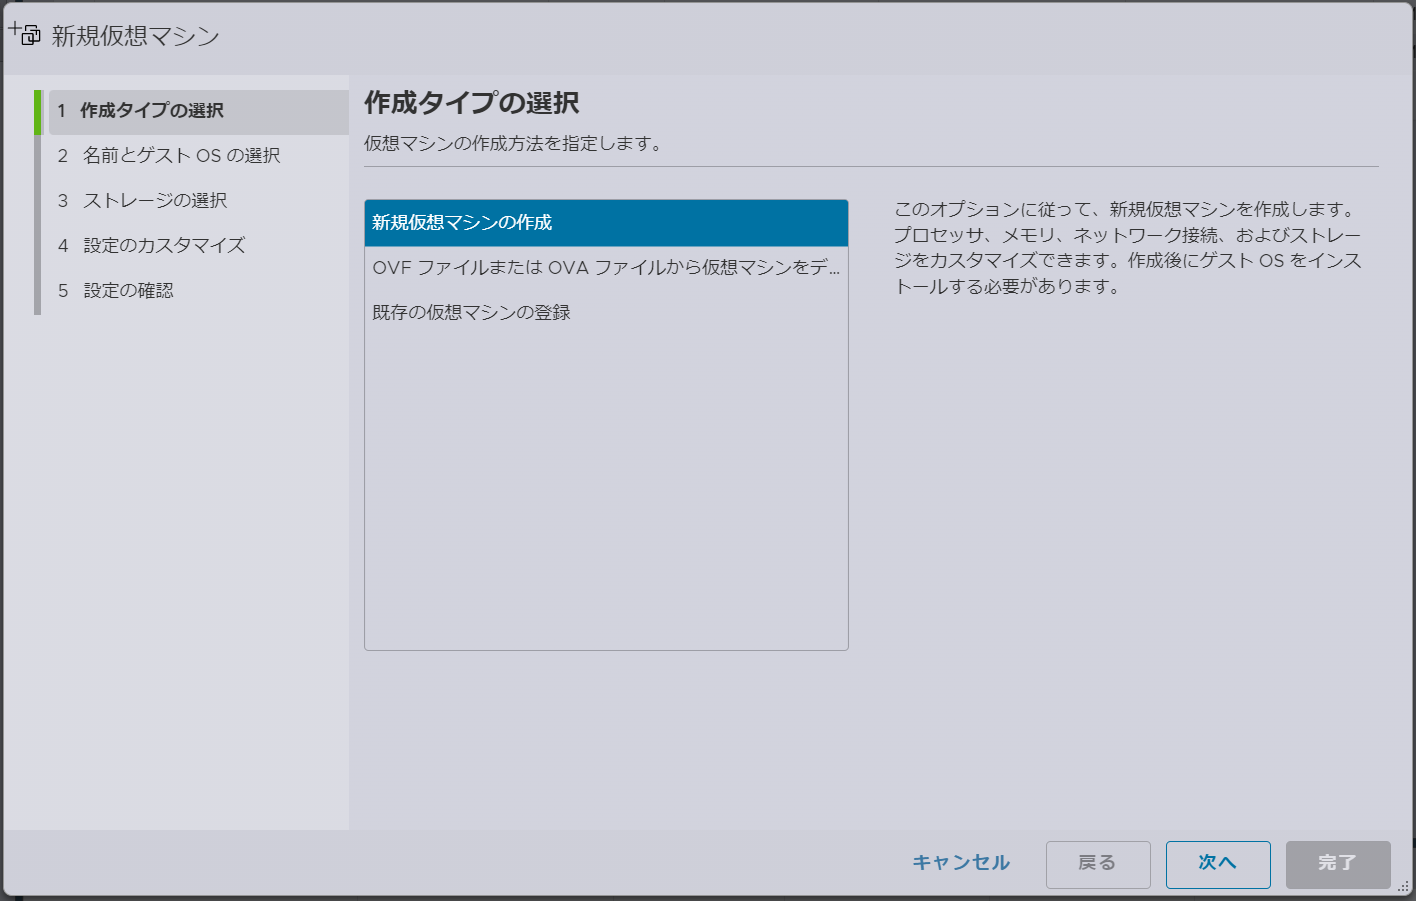 新規仮想マシン
1 作成タイプの選択
2 名前とゲスト OS の選択
3 ストレージの選択
4 設定のカスタマイズ
5 設定の確認
作成タイプの選択
仮想マシンの作成方法を指定します。
新規仮想マシンの作成
OVF ファイルまたは OVA ファイルから仮想マシンをデ...
既存の仮想マシンの登録
このオプションに従って、新規仮想マシンを作成します。
プロセッサ、メモリ、ネットワーク接続、およびストレー
ジをカスタマイズできます。作成後にゲスト OS をインス
トールする必要があります。
キャンセル
戻る
次へ
完了